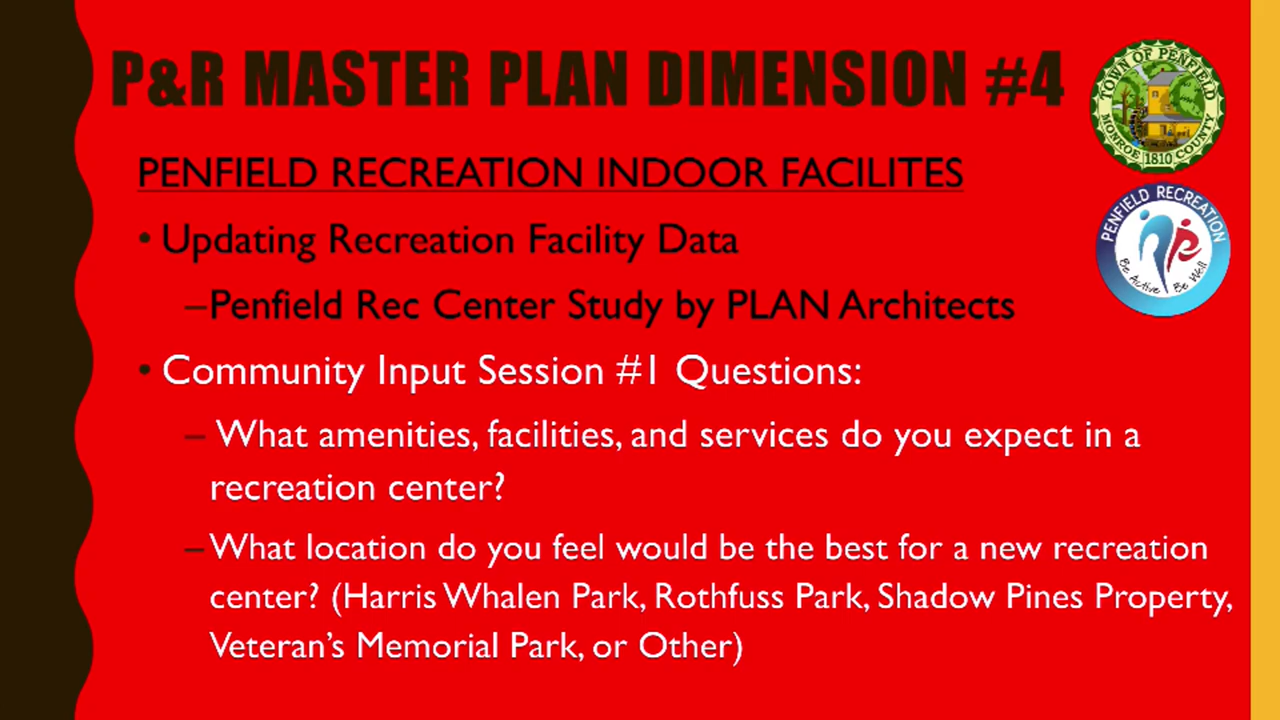 P&R MASTER PLAN DIMENSION #4
TOWN OF PENFIELD
MONROE COUNTY
1810
PENFIELD RECREATION
Be Active Be Well
PENFIELD RECREATION INDOOR FACILITES
• Updating Recreation Facility Data
–Penfield Rec Center Study by PLAN Architects
• Community Input Session #1 Questions:
– What amenities, facilities, and services do you expect in a
recreation center?
–What location do you feel would be the best for a new recreation
center? (Harris Whalen Park, Rothfuss Park, Shadow Pines Property,
Veteran's Memorial Park, or Other)